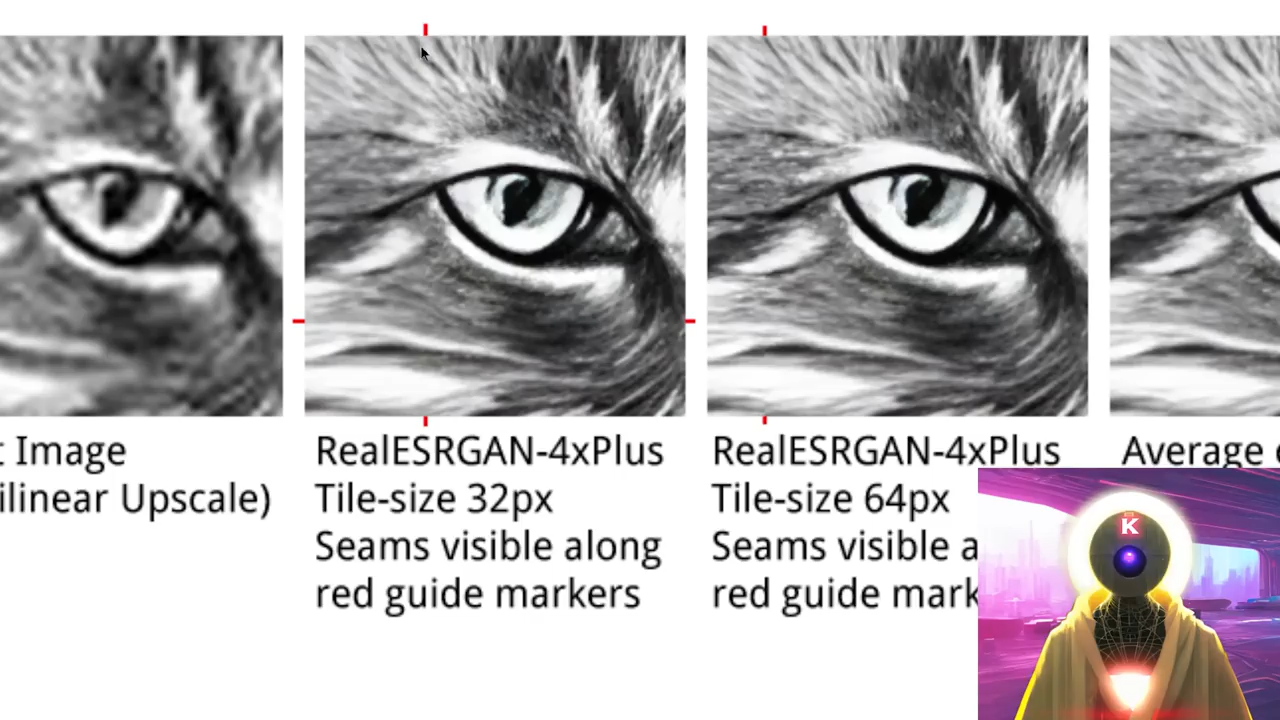 t Image
ilinear Upscale)
RealESRGAN-4xPlus
Tile-size 32px
Seams visible along
red guide markers
RealESRGAN-4xPlus
Tile-size 64px
Seams visible a
red guide mark
Average
K